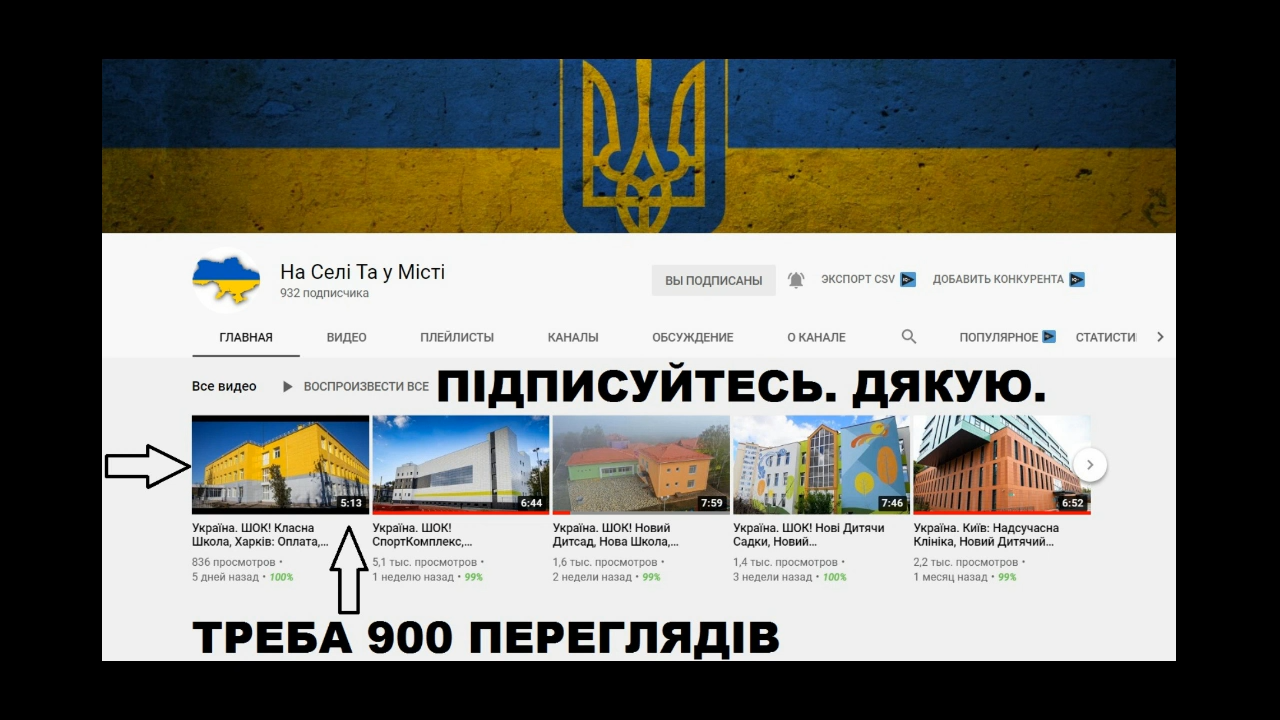 На Селі Та у Місті
932 подписчика
ВЫ ПОДПИСАНЫ
ЭКСПОРТ CSV
ДОБАВИТЬ КОНКУРЕНТА
ГЛАВНАЯ ВИДЕО ПЛЕЙЛИСТЫ КАНАЛЫ ОБСУЖДЕНИЕ О КАНАЛЕ ПОПУЛЯРНОЕ СТАТИСТИ
Все видео ВОСПРОИЗВЕСТИ ВСЕ
ПІДПИСУЙТЕСЬ. ДЯКУЮ.
5:13
Україна. ШОК! Класна
Школа, Харків: Оплата,...
836 просмотров •
5 дней назад • 100%
6:44
Україна. ШОК!
СпортКомплекс,...
5,1 тыс. просмотров •
1 неделю назад • 99%
7:59
Україна. ШОК! Новий
Дитсад, Нова Школа,...
1,6 тыс. просмотров •
2 недели назад • 99%
7:46
Україна. ШОК! Нові Дитячи
Садки, Новий...
1,4 тыс. просмотров •
3 недели назад • 100%
6:52
Україна. Київ: Надсучасна
Клініка, Новий Дитячий...
2,2 тыс. просмотров •
1 месяц назад • 99%
ТРЕБА 900 ПЕРЕГЛЯДІВ